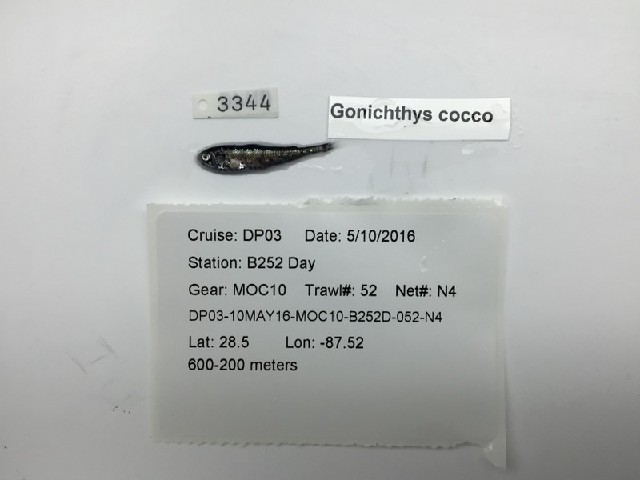 3344
Gonichthys cocco
Cruise: DP03 Date: 5/10/2016
Station: B252 Day
Gear: MOC10 Trawl#: 52 Net#: N4
DP03-10MAY16-MOC10-B252D-052-N4
Lat: 28.5 Lon: -87.52
600-200 meters